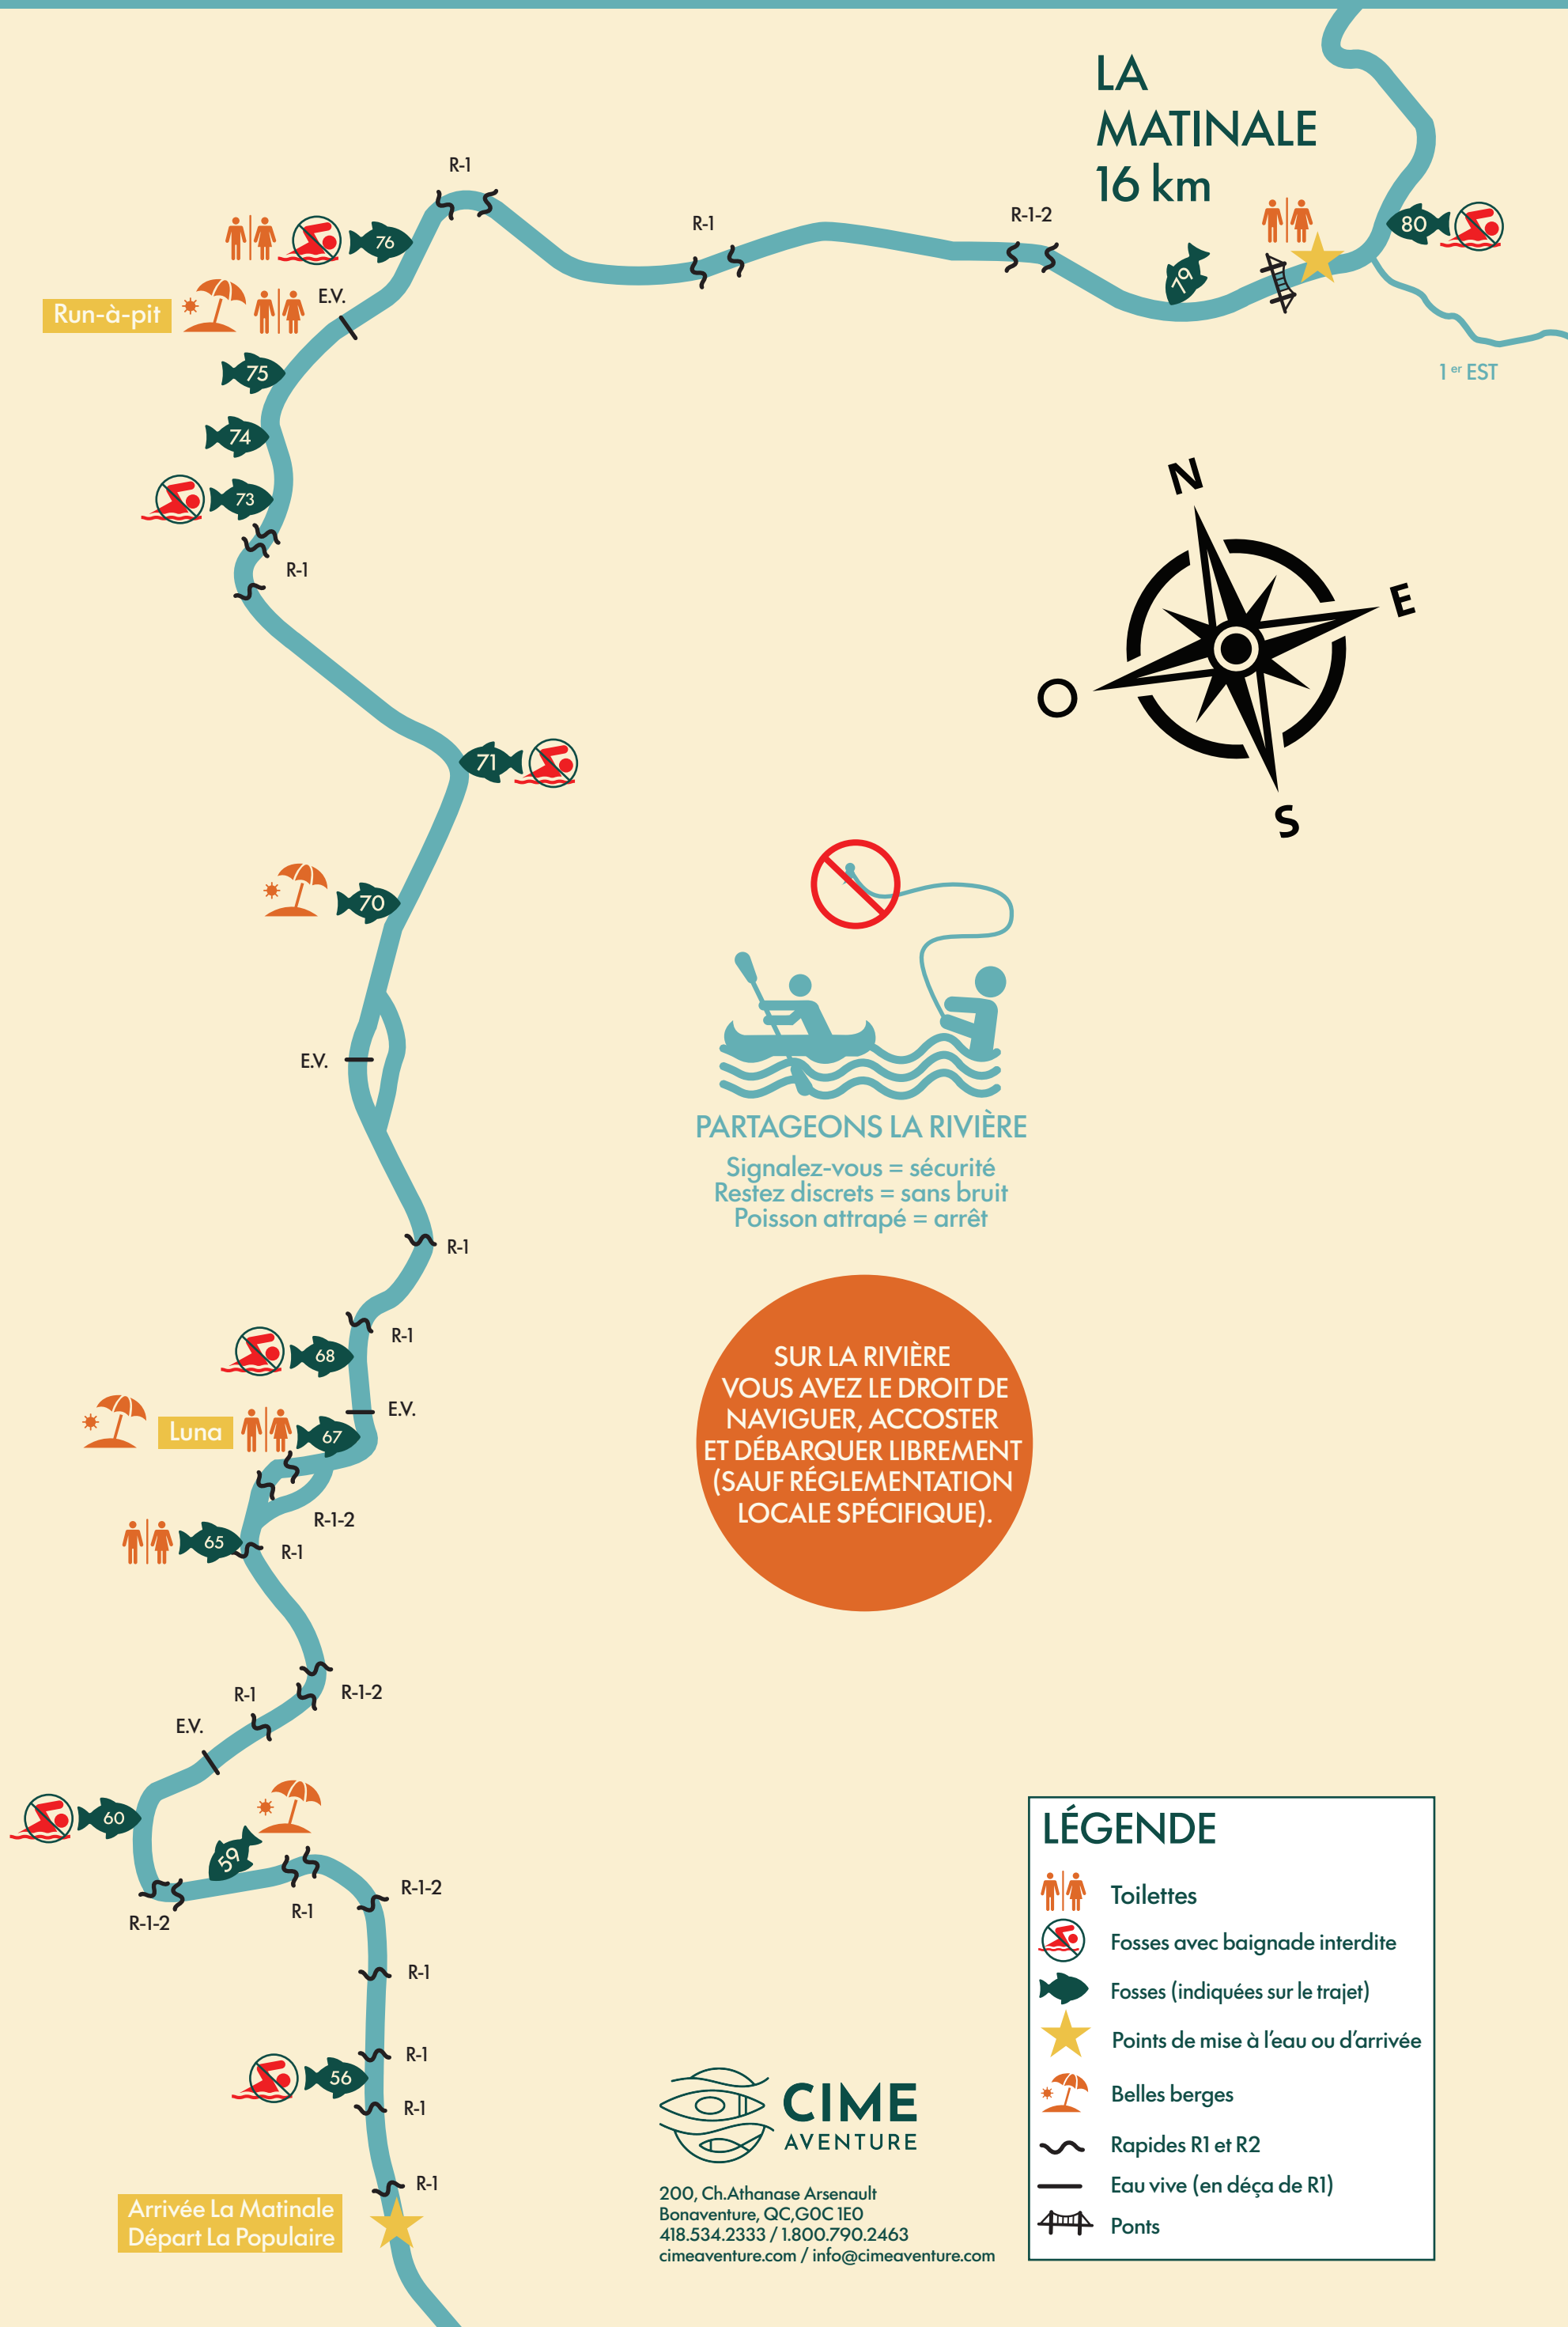 LA
MATINALE
16 km
R-1
R-1
R-1-2
76
80
79
E.V.
Run-à-pit
1er EST
75
74
73
R-1
N
E
O
S
71
70
E.V.
PARTAGEONS LA RIVIÈRE
Signalez-vous = sécurité
Restez discrets = sans bruit
Poisson attrapé = arrêt
R-1
R-1
68
E.V.
Luna
67
R-1-2
65
R-1
SUR LA RIVIÈRE
VOUS AVEZ LE DROIT DE
NAVIGUER, ACCOSTER
ET DÉBARQUER LIBREMENT
(SAUF RÉGLEMENTATION
LOCALE SPÉCIFIQUE).
R-1-2
R-1
E.V.
60
59
R-1-2
R-1
R-1-2
R-1
R-1
56
R-1
R-1
Arrivée La Matinale
Départ La Populaire
CIME
AVENTURE
200, Ch.Athanase Arsenault
Bonaventure, QC,G0C 1E0
418.534.2333 / 1.800.790.2463
cimeaventure.com / info@cimeaventure.com
LÉGENDE
Toilettes
Fosses avec baignade interdite
Fosses (indiquées sur le trajet)
Points de mise à l'eau ou d'arrivée
Belles berges
Rapides R1 et R2
Eau vive (en déça de R1)
Ponts